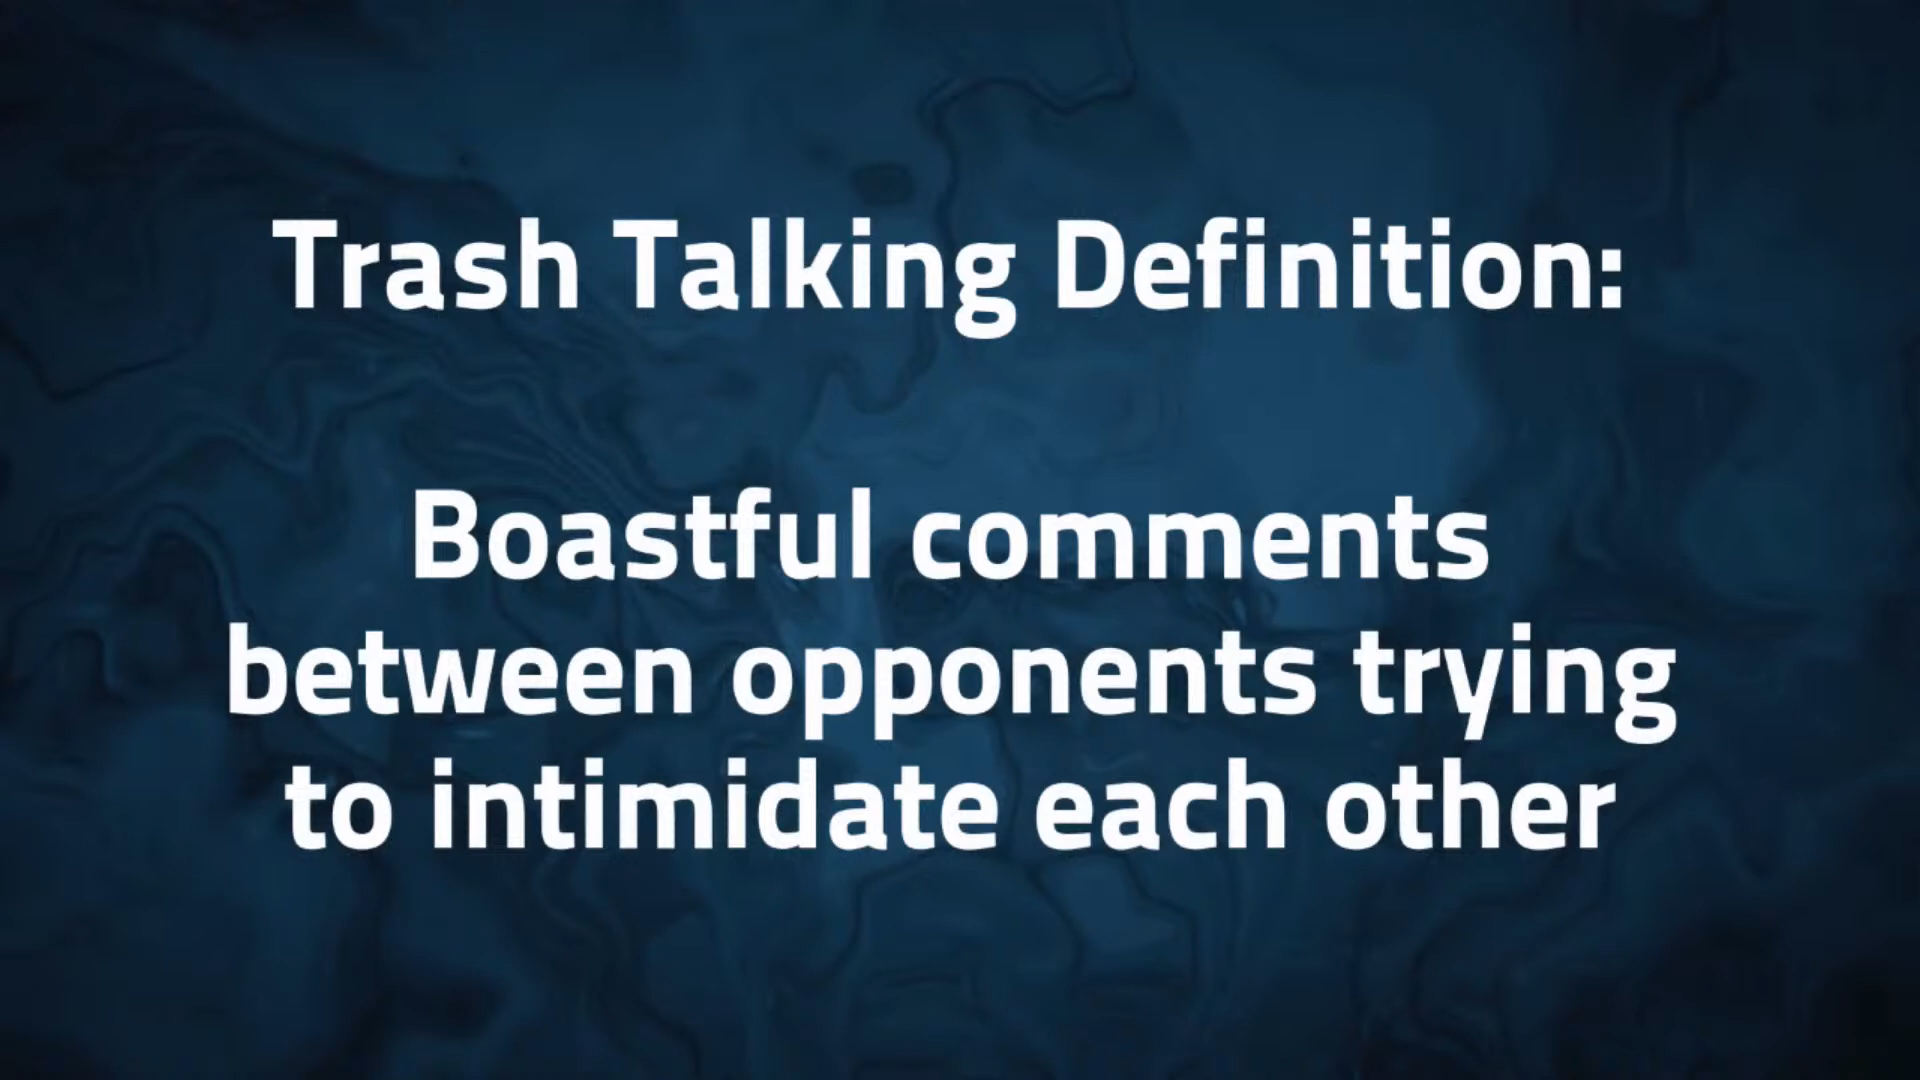 Trash Talking Definition:
Boastful comments
between opponents trying
to intimidate each other